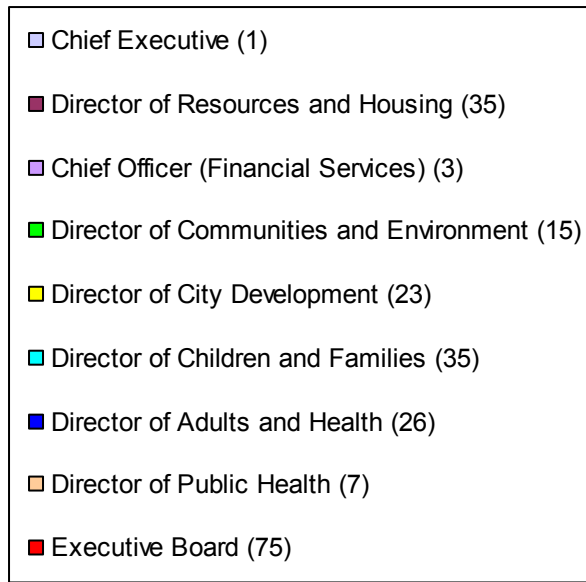 Chief Executive (1)
Director of Resources and Housing (35)
Chief Officer (Financial Services) (3)
Director of Communities and Environment (15)
Director of City Development (23)
Director of Children and Families (35)
Director of Adults and Health (26)
Director of Public Health (7)
Executive Board (75)